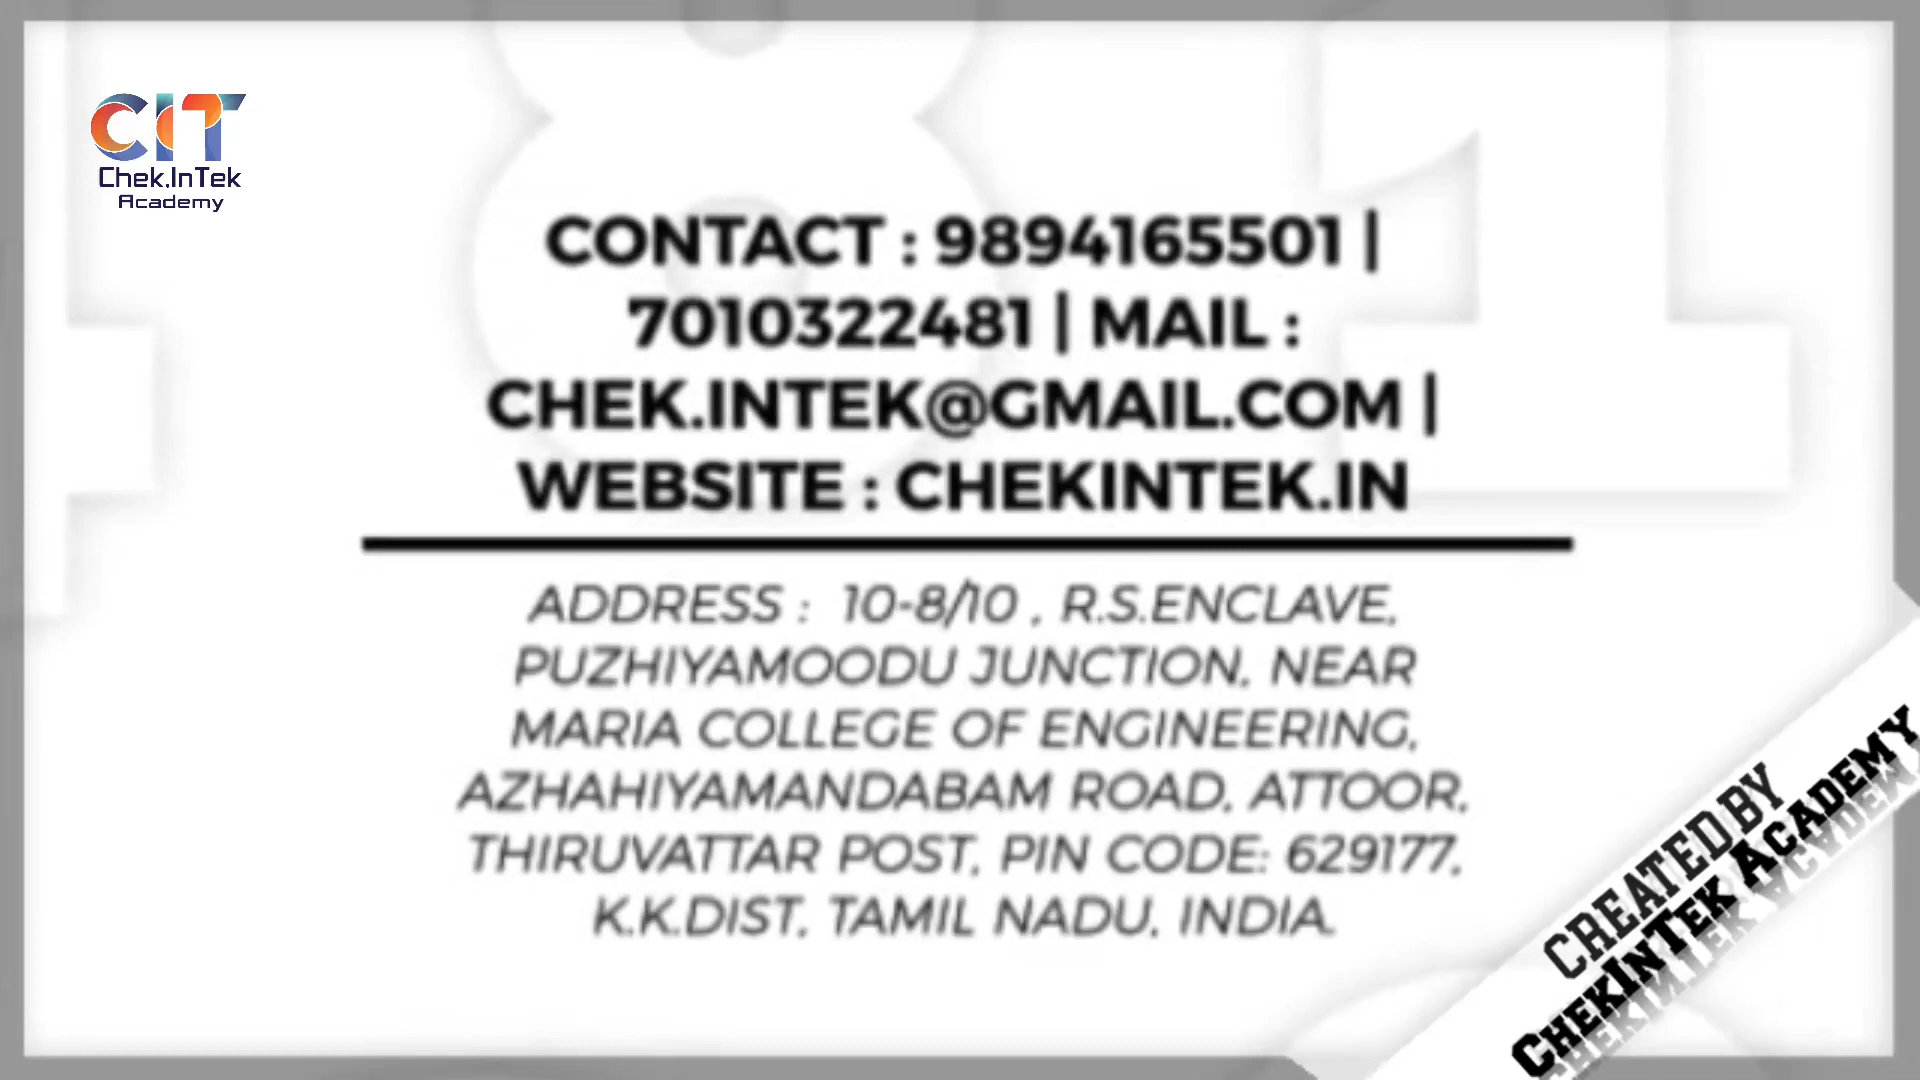 CIT
Chek.InTek
Academy
CONTACT : 9894165501 |
7010322481 | MAIL :
CHEK.INTEK@GMAIL.COM |
WEBSITE : CHEKINTEK.IN
ADDRESS :  10-8/10 , R.S.ENCLAVE,
PUZHIYAMOODU JUNCTION, NEAR
MARIA COLLEGE OF ENGINEERING,
AZHAHIYAMANDABAM ROAD, ATTOOR,
THIRUVATTAR POST, PIN CODE: 629177,
K.K.DIST, TAMIL NADU, INDIA.
CREATED BY
CHEKINTEK ACADEMY